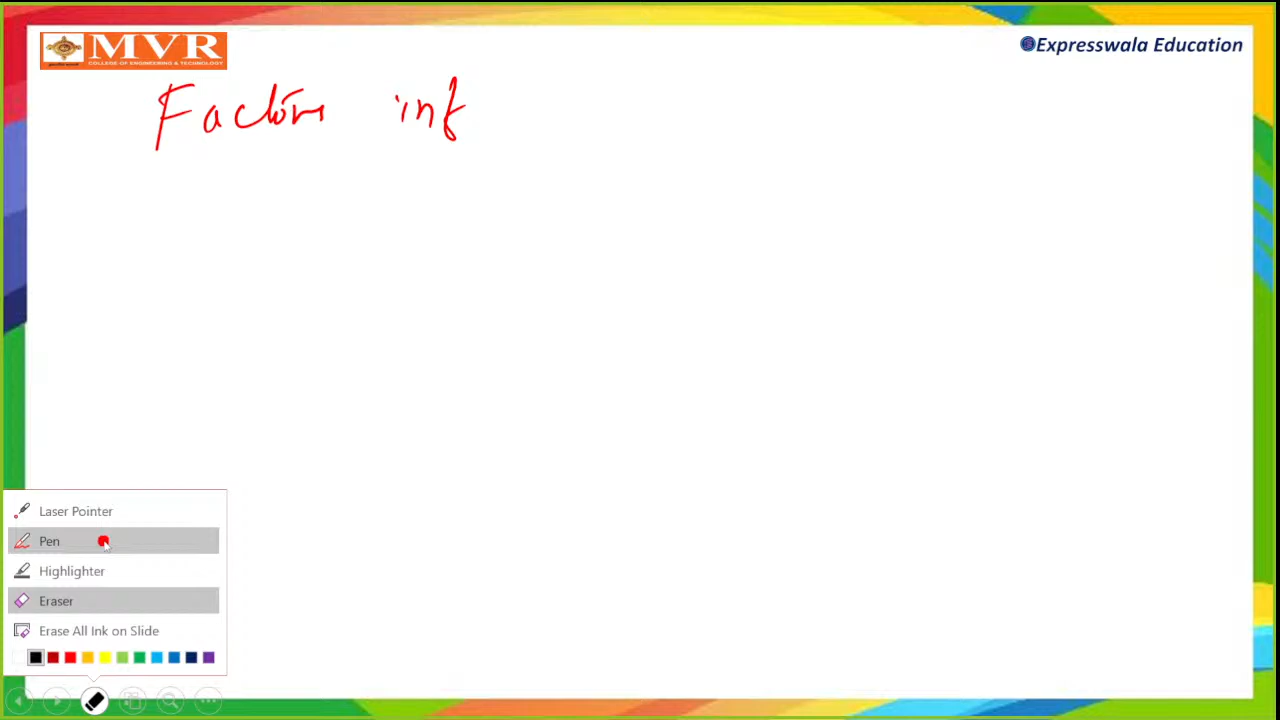 MVR
COLLEGE OF ENGINEERING & TECHNOLOGY
Expresswala Education
Factors inf
Laser Pointer
Pen
Highlighter
Eraser
Erase All Ink on Slide